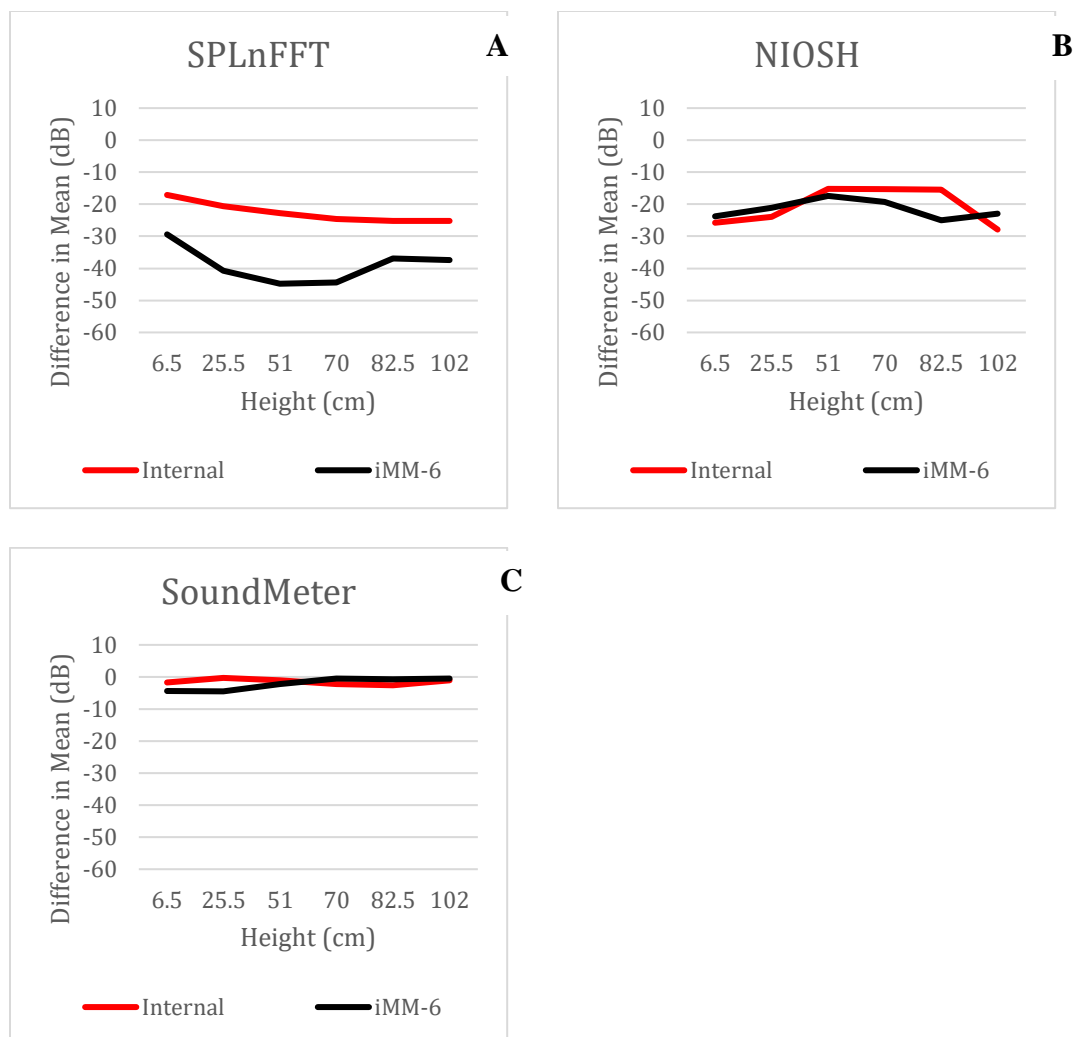 SPLnFFT
A
Difference in Mean (dB)
10
0
-10
-20
-30
-40
-50
-60
6.5 25.5 51 70 82.5 102
Height (cm)
Internal iMM-6
NIOSH
B
Difference in Mean (dB)
10
0
-10
-20
-30
-40
-50
-60
6.5 25.5 51 70 82.5 102
Height (cm)
Internal iMM-6
SoundMeter
C
Difference in Mean (dB)
10
0
-10
-20
-30
-40
-50
-60
6.5 25.5 51 70 82.5 102
Height (cm)
Internal iMM-6